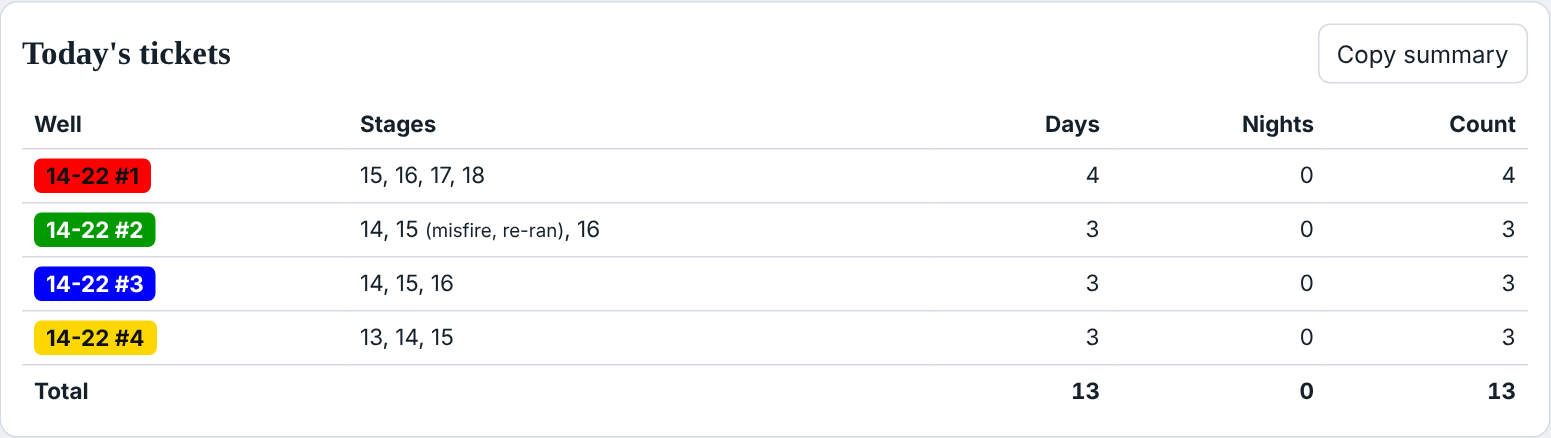 Today's tickets
Copy summary
Well Stages Days Nights Count
14-22 #1 15, 16, 17, 18 4 0 4
14-22 #2 14, 15 (misfire, re-ran), 16 3 0 3
14-22 #3 14, 15, 16 3 0 3
14-22 #4 13, 14, 15 3 0 3
Total 13 0 13